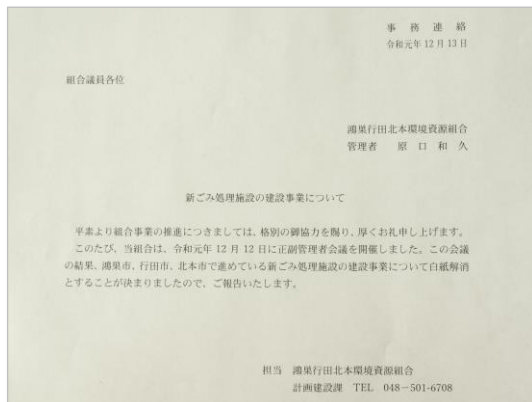 事務連絡
令和元年12月13日
組合議員各位
鴻巣行田北本環境資源組合
管理者 原口和久
新ごみ処理施設の建設事業について
平素より組合事業の推進につきましては、格別の御協力を賜り、厚くお礼申し上げます。
このたび、当組合は、令和元年12月12日に正副管理者会議を開催しました。この会議
の結果、鴻巣市、行田市、北本市で進めている新ごみ処理施設の建設事業について白紙解消
とすることが決まりましたので、ご報告いたします。
担当 鴻巣行田北本環境資源組合
計画建設課 TEL 048-501-6708